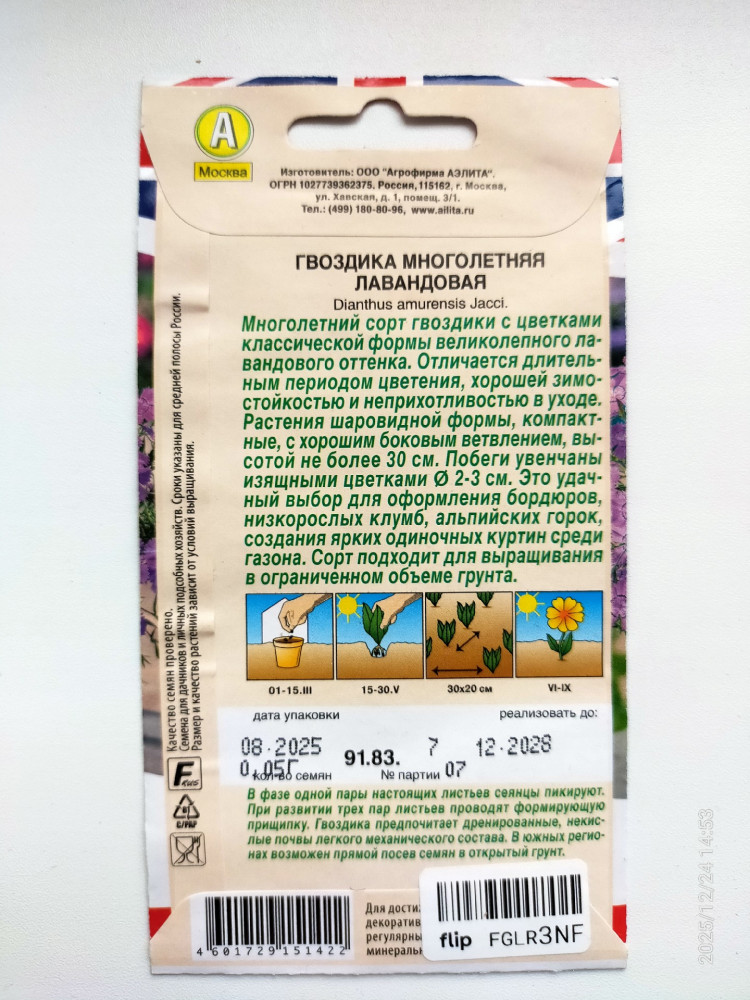 А
Москва
Изготовитель: ООО "Агрофирма АЭЛИТА".
ОГРН 1027739362375. Россия, 115162, г. Москва,
ул. Хавская, д. 1, помещ. 3/1.
Тел.: (499) 180-80-96, www.ailita.ru
ГВОЗДИКА МНОГОЛЕТНЯЯ
ЛАВАНДОВАЯ
Dianthus amurensis Jacci.
Многолетний сорт гвоздики с цветками
классической формы великолепного ла-
вандового оттенка. Отличается длитель-
ным периодом цветения, хорошей зимо-
стойкостью и неприхотливостью в уходе.
Растения шаровидной формы, компакт-
ные, с хорошим боковым ветвлением, вы-
сотой не более 30 см. Побеги увенчаны
изящными цветками Ø 2-3 см. Это удач-
ный выбор для оформления бордюров,
низкорослых клумб, альпийских горок,
создания ярких одиночных куртин среди
газона. Сорт подходит для выращивания
в ограниченном объеме грунта.
01-15.III
15-30.V
30x20 см
VI-IX
дата упаковки
реализовать до:
08.2025
91.83.
7
12.2028
0,05Г
кол-во семян
№ партии 07
В фазе одной пары настоящих листьев сеянцы пикируют.
При развитии трех пар листьев проводят формирующую
прищипку. Гвоздика предпочитает дренированные, некис-
лые почвы легкого механического состава. В южных регио-
нах возможен прямой посев семян в открытый грунт.
Качество семян проверено.
Семена для дачников и личных подсобных хозяйств. Сроки указаны для средней полосы России.
Размер и качество растений зависит от условий выращивания.
81
C/PAP
4601729151422
Для дости
декоратив
регулярны
минераль
flip FGLR3NF
2025/12/24 14:53